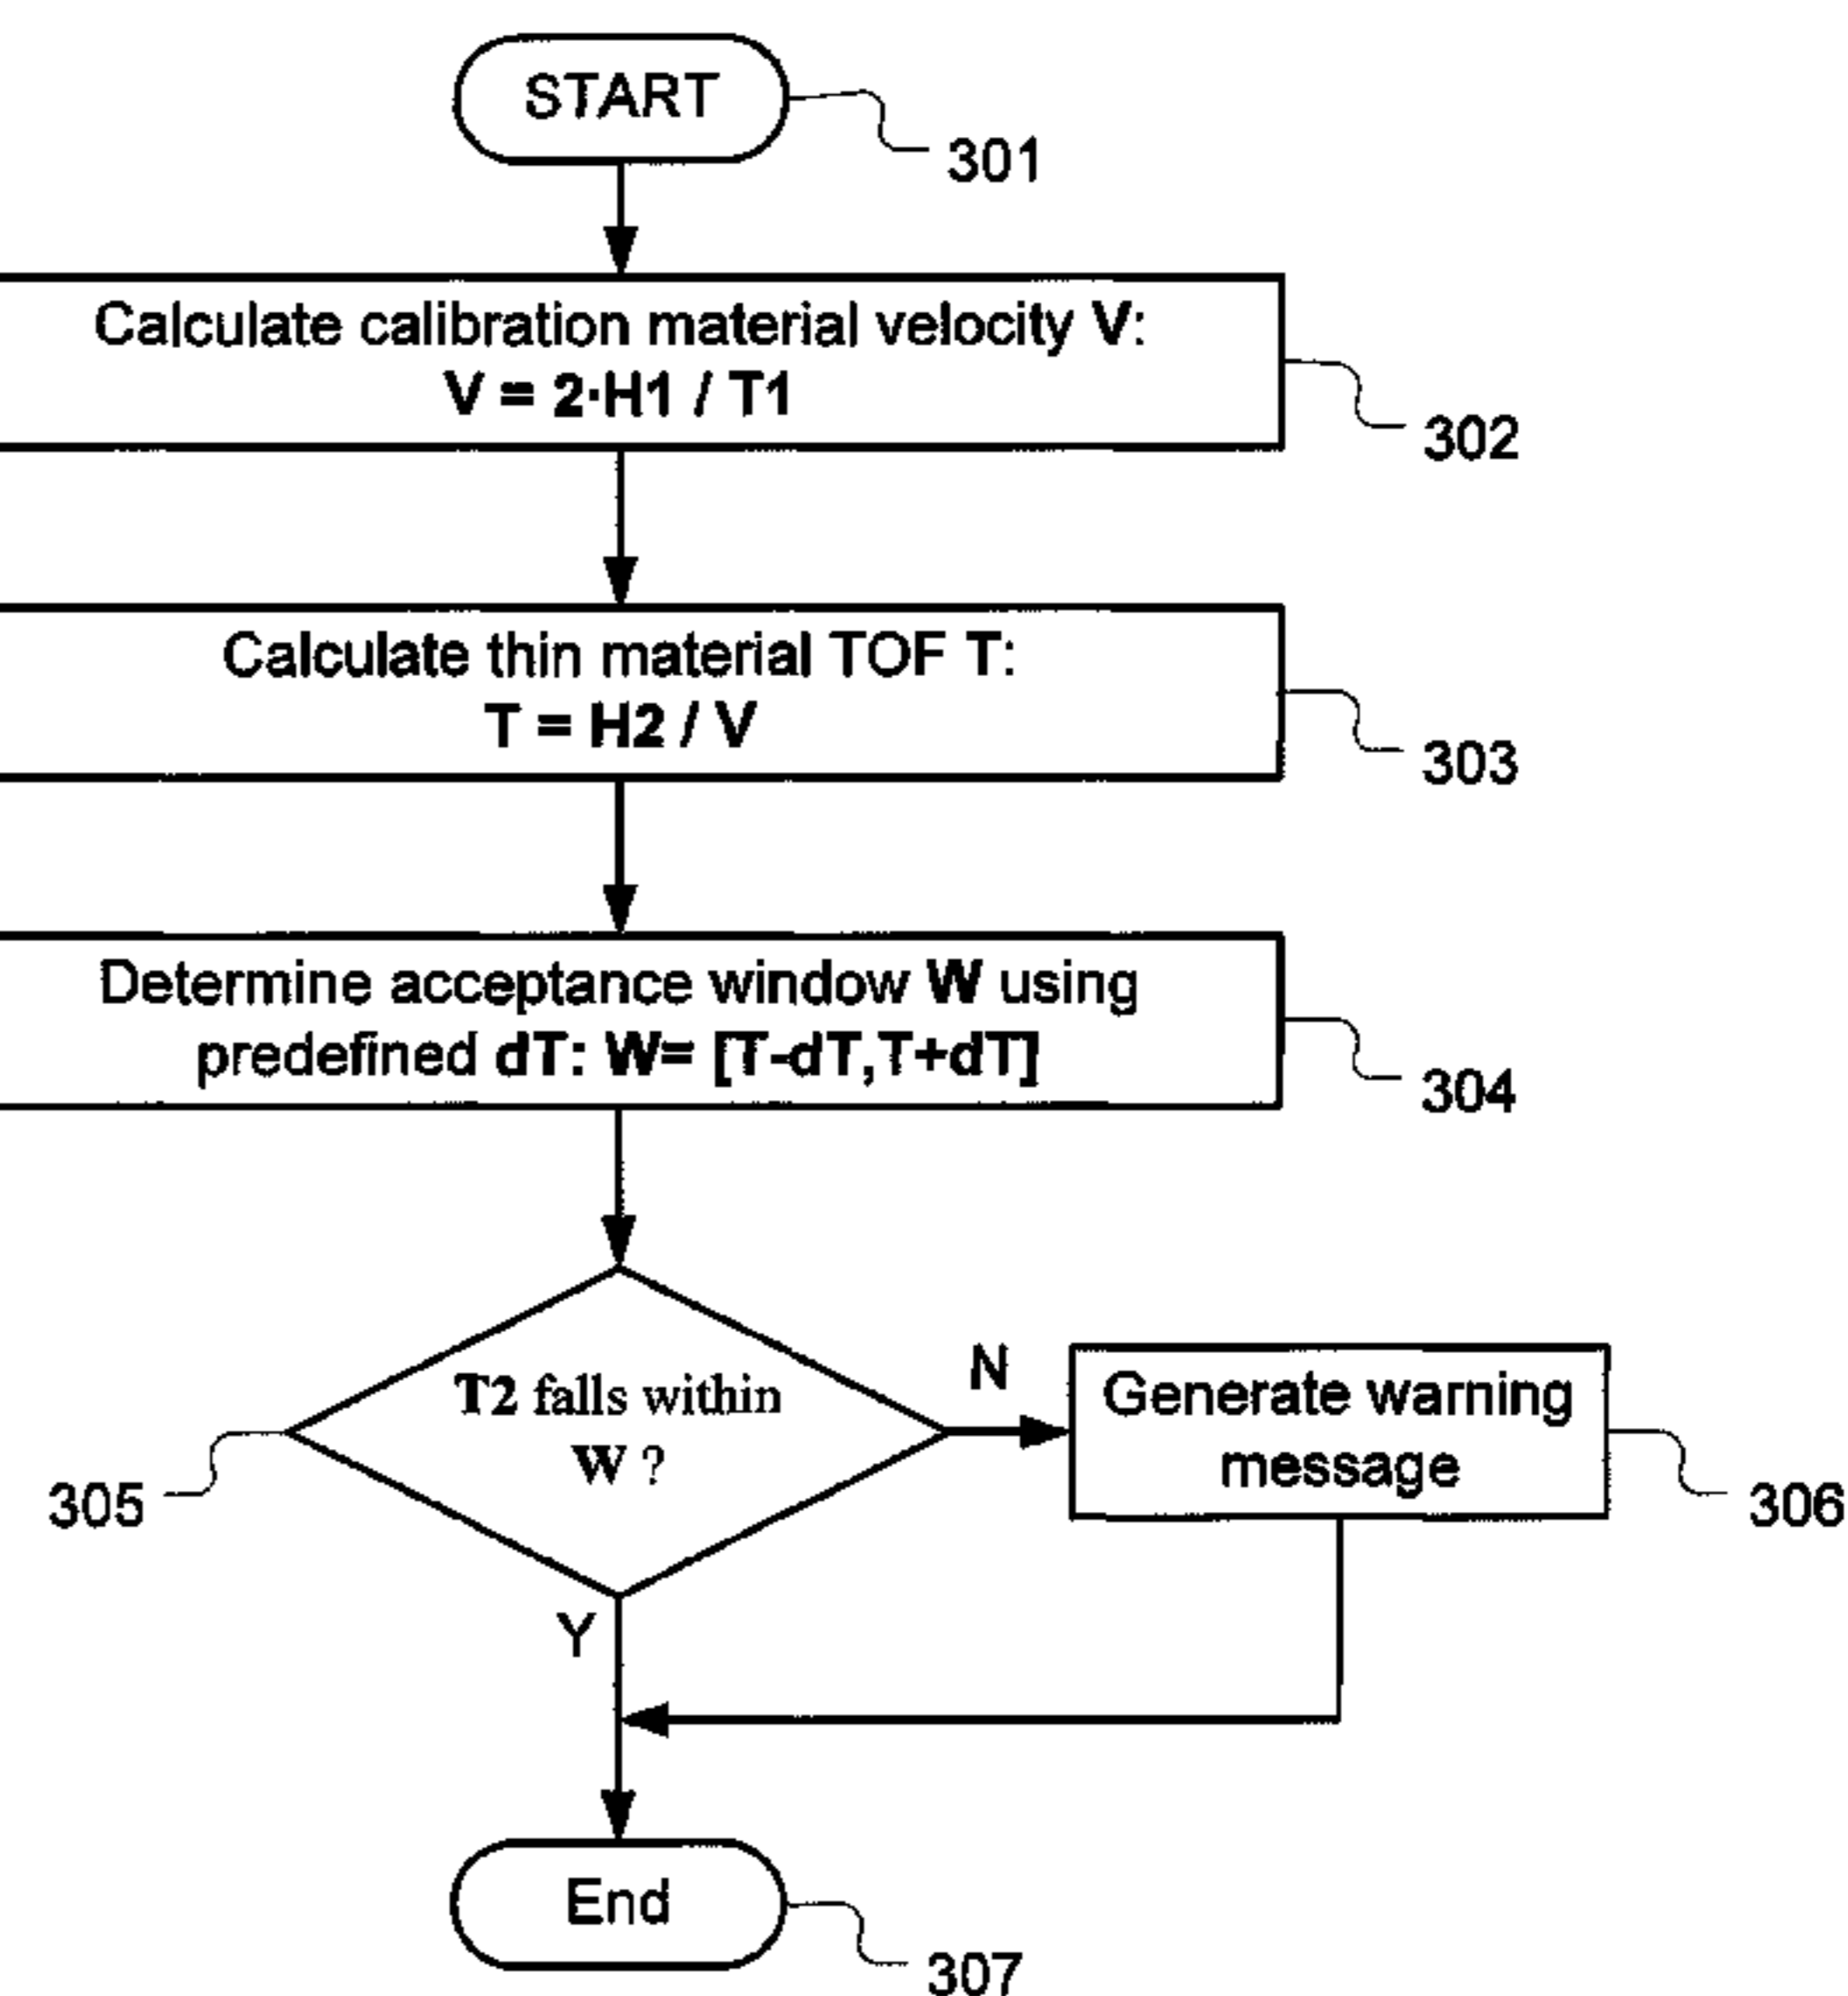 START
301
Calculate calibration material velocity V:
V = 2·H1 / T1
302
Calculate thin material TOF T:
T = H2 / V
303
Determine acceptance window W using
predefined dT: W= [T-dT,T+dT]
304
T2 falls within
W ?
305
N
Generate warning
message
306
Y
End
307